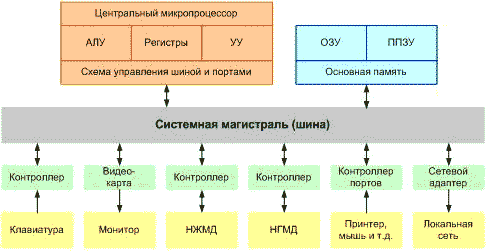 Центральный микропроцессор
АЛУ Регистры УУ
Схема управления шиной и портами
ОЗУ ППЗУ
Основная память
Системная магистраль (шина)
Контроллер Видео- Контроллер Контроллер Контроллер Сетевой
карта портов адаптер
Клавиатура Монитор НЖМД НГМД Принтер, Локальная
мышь и т.д. сеть